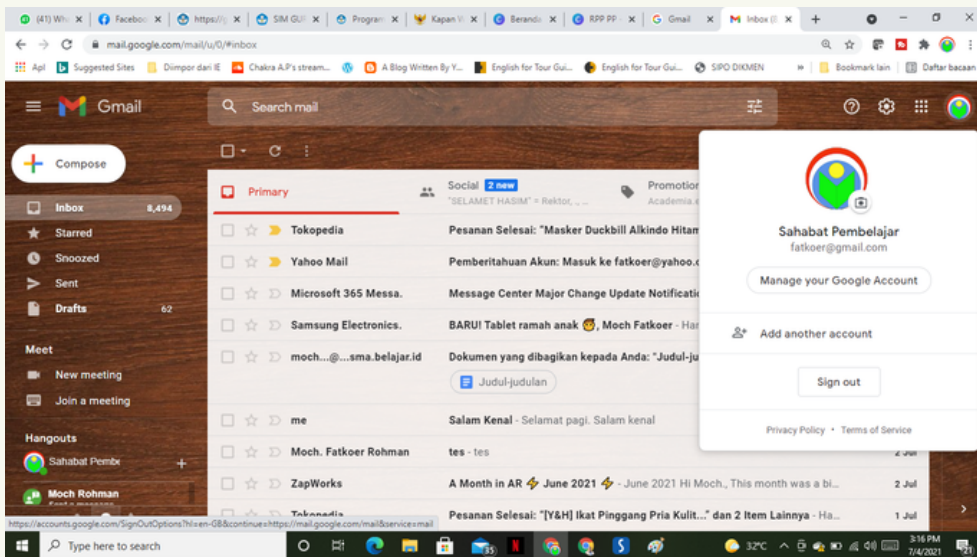 (41) Wh
Faceboo
https://g
SIM GU
Program
Kapan V
Beranda
RPP PP -
Gmail
Inbox (8
mail.google.com/mail/u/0/#inbox
Apl
Suggested Sites
Diimpor dari IE
Chakra A.P's stream...
A Blog Written By Y...
English for Tour Gui...
English for Tour Gui...
SIPO DIKMEN
Bookmark lain
Daftar bacaan
Gmail
Search mail
Compose
Inbox 8,494
Starred
Snoozed
Sent
Drafts 62
Meet
New meeting
Join a meeting
Hangouts
Sahabat Pembe
Moch Rohman
Primary
Social 2 new
"SELAMET HASIM" = Rektor, _ ...
Promotion
Academia.e
Tokopedia Pesanan Selesai: "Masker Duckbill Alkindo Hitam
Yahoo Mail Pemberitahuan Akun: Masuk ke fatkoer@yahoo.c
Microsoft 365 Messa. Message Center Major Change Update Notificatio
Samsung Electronics. BARU! Tablet ramah anak 👶, Moch Fatkoer - Har
moch...@...sma.belajar.id Dokumen yang dibagikan kepada Anda: "Judul-ju
Judul-judulan
me Salam Kenal - Selamat pagi. Salam kenal
Moch. Fatkoer Rohman tes - tes 2 Jul
ZapWorks A Month in AR ⚡ June 2021 ⚡ - June 2021 Hi Moch., This month was a bi... 2 Jul
Tokopedia Pesanan Selesai: "[Y&H] Ikat Pinggang Pria Kulit..." dan 2 Item Lainnya - Ha... 1 Jul
Sahabat Pembelajar
fatkoer@gmail.com
Manage your Google Account
Add another account
Sign out
Privacy Policy • Terms of Service
https://accounts.google.com/SignOutOptions?hl=en-GB&continue=https://mail.google.com/mail&service=mail
Type here to search
32°C
3:16 PM
7/4/2021